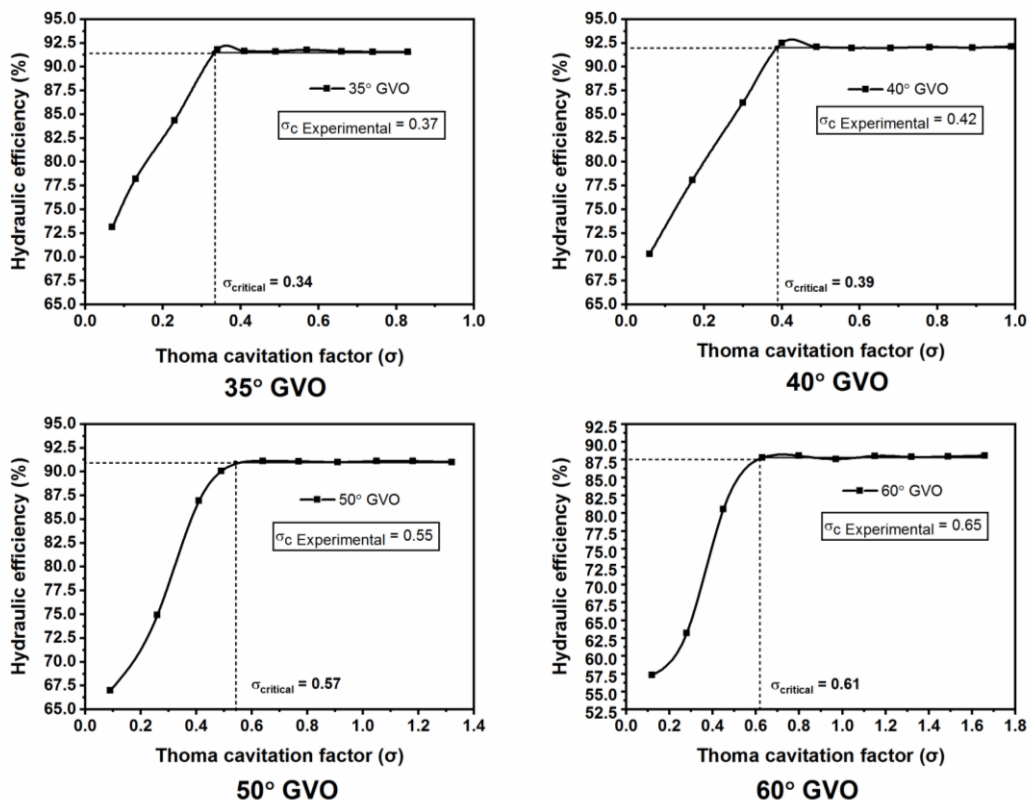 95.0
92.5
90.0
87.5
85.0
82.5
80.0
77.5
75.0
72.5
70.0
67.5
65.0
Hydraulic efficiency (%)
35° GVO
σc Experimental = 0.37
σcritical = 0.34
0.0 0.2 0.4 0.6 0.8 1.0
Thoma cavitation factor (σ)
35° GVO
95.0
92.5
90.0
87.5
85.0
82.5
80.0
77.5
75.0
72.5
70.0
67.5
65.0
Hydraulic efficiency (%)
40° GVO
σc Experimental = 0.42
σcritical = 0.39
0.0 0.2 0.4 0.6 0.8 1.0
Thoma cavitation factor (σ)
40° GVO
95.0
92.5
90.0
87.5
85.0
82.5
80.0
77.5
75.0
72.5
70.0
67.5
65.0
Hydraulic efficiency (%)
50° GVO
σc Experimental = 0.55
σcritical = 0.57
0.0 0.2 0.4 0.6 0.8 1.0 1.2 1.4
Thoma cavitation factor (σ)
50° GVO
92.5
90.0
87.5
85.0
82.5
80.0
77.5
75.0
72.5
70.0
67.5
65.0
62.5
60.0
57.5
55.0
52.5
Hydraulic efficiency (%)
60° GVO
σc Experimental = 0.65
σcritical = 0.61
0.0 0.2 0.4 0.6 0.8 1.0 1.2 1.4 1.6 1.8
Thoma cavitation factor (σ)
60° GVO